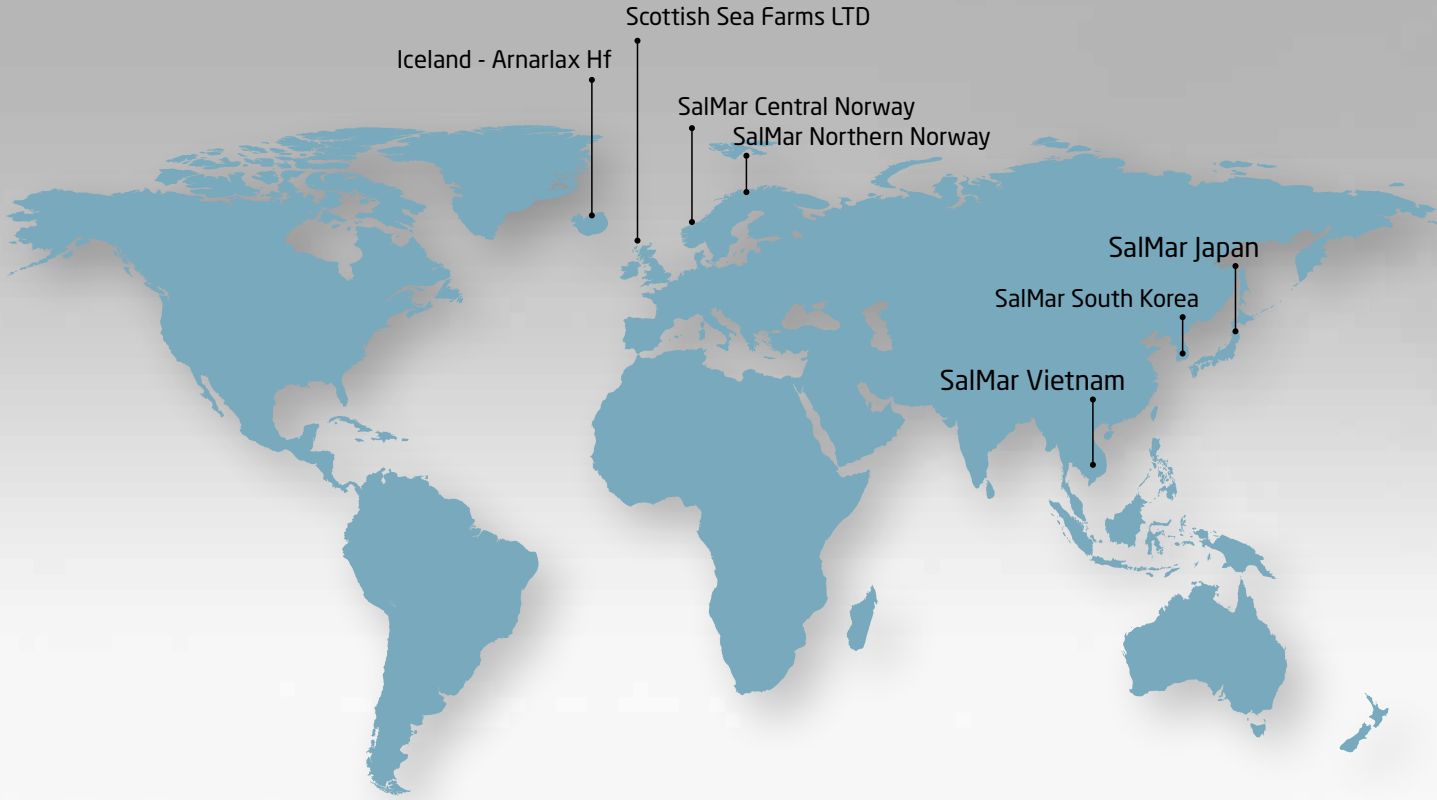 Scottish Sea Farms LTD
Iceland - Arnarlax Hf
SalMar Central Norway
SalMar Northern Norway
SalMar Japan
SalMar South Korea
SalMar Vietnam